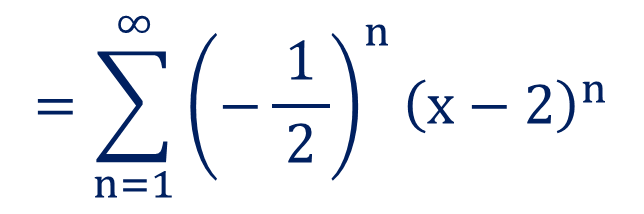 = ∑_{n=1}^{∞} (− 1/2)^n (x − 2)^n